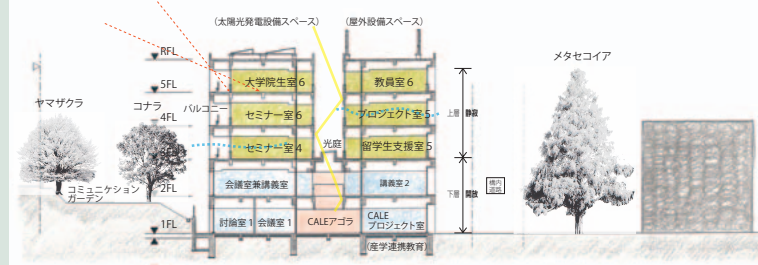 (太陽光発電設備スペース)
(屋外設備スペース)
RFL
メタセコイア
大学院生室6
教員室6
5FL
ヤマザクラ
コナラ
バルコニー
上層
静寂
4FL
セミナー室6
プロジェクト室5
セミナー室4
光庭
留学生支援室5
コミュニケション
ガーデン
2FL
会議室兼講義室
講義室2
下層
開放
構内
道路
1FL
討論室1
会議室1
CALEアゴラ
CALE
プロジェクト室
(産学連携教育)